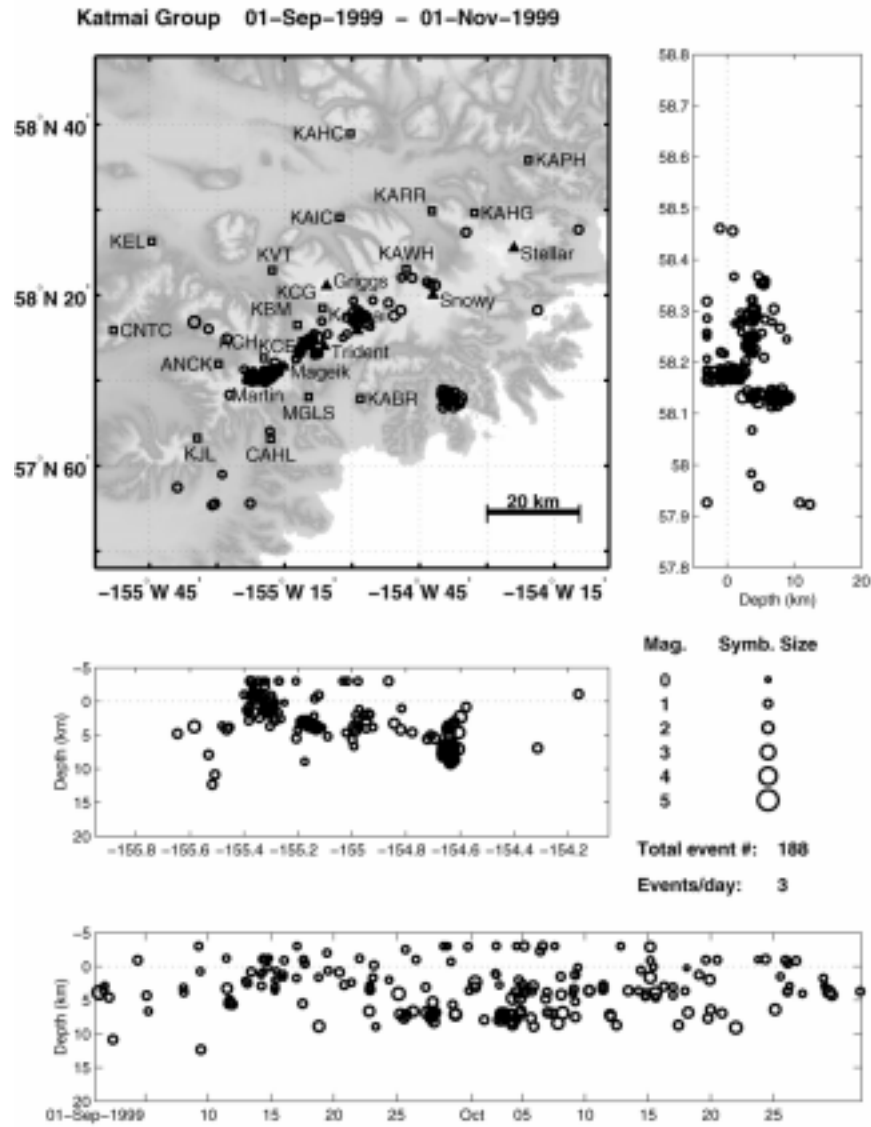 Katmai Group 01-Sep-1999 - 01-Nov-1999
58°N 40'
58°N 20'
57°N 60'
KAHC
KAPH
KARR
KAHG
KAIC
KEL
KVT
KAWH
Stellar
KCG
Griggs
Snowy
KBM
CNTC
ACH
KCE
Trident
ANCK
Mageik
Martin
MGLS
KABR
KJL
CAHL
20 km
-155°W 45'
-155°W 15'
-154°W 45'
-154°W 15'
58.8
58.7
58.6
58.5
58.4
58.3
58.2
58.1
58
57.9
57.8
0 10 20
Depth (km)
-5
0
5
10
15
20
Depth (km)
-155.8 -155.6 -155.4 -155.2 -155 -154.8 -154.6 -154.4 -154.2
Mag. Symb. Size
0
1
2
3
4
5
Total event #: 188
Events/day: 3
-5
0
5
10
15
20
Depth (km)
01-Sep-1999 10 15 20 25 Oct 05 10 15 20 25